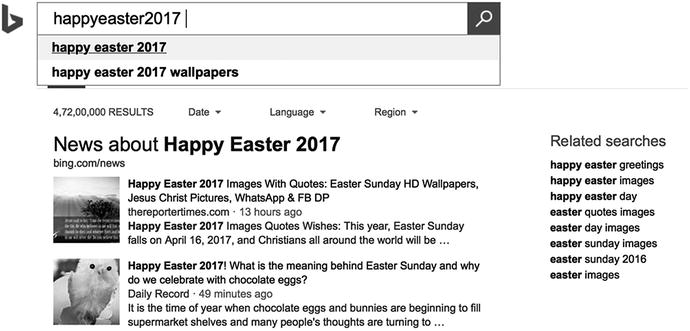 happyeaster2017
happy easter 2017
happy easter 2017 wallpapers
4,72,00,000 RESULTS Date Language Region
News about Happy Easter 2017
bing.com/news
Happy Easter 2017 Images With Quotes: Easter Sunday HD Wallpapers,
Jesus Christ Pictures, WhatsApp & FB DP
thereportertimes.com · 13 hours ago
Happy Easter 2017 Images Quotes Wishes: This year, Easter Sunday
falls on April 16, 2017, and Christians all around the world will be ...
Happy Easter 2017! What is the meaning behind Easter Sunday and why
do we celebrate with chocolate eggs?
Daily Record · 49 minutes ago
It is the time of year when chocolate eggs and bunnies are beginning to fill
supermarket shelves and many people's thoughts are turning to ...
Related searches
happy easter greetings
happy easter images
happy easter day
easter quotes images
easter day images
easter sunday images
easter sunday 2016
easter images